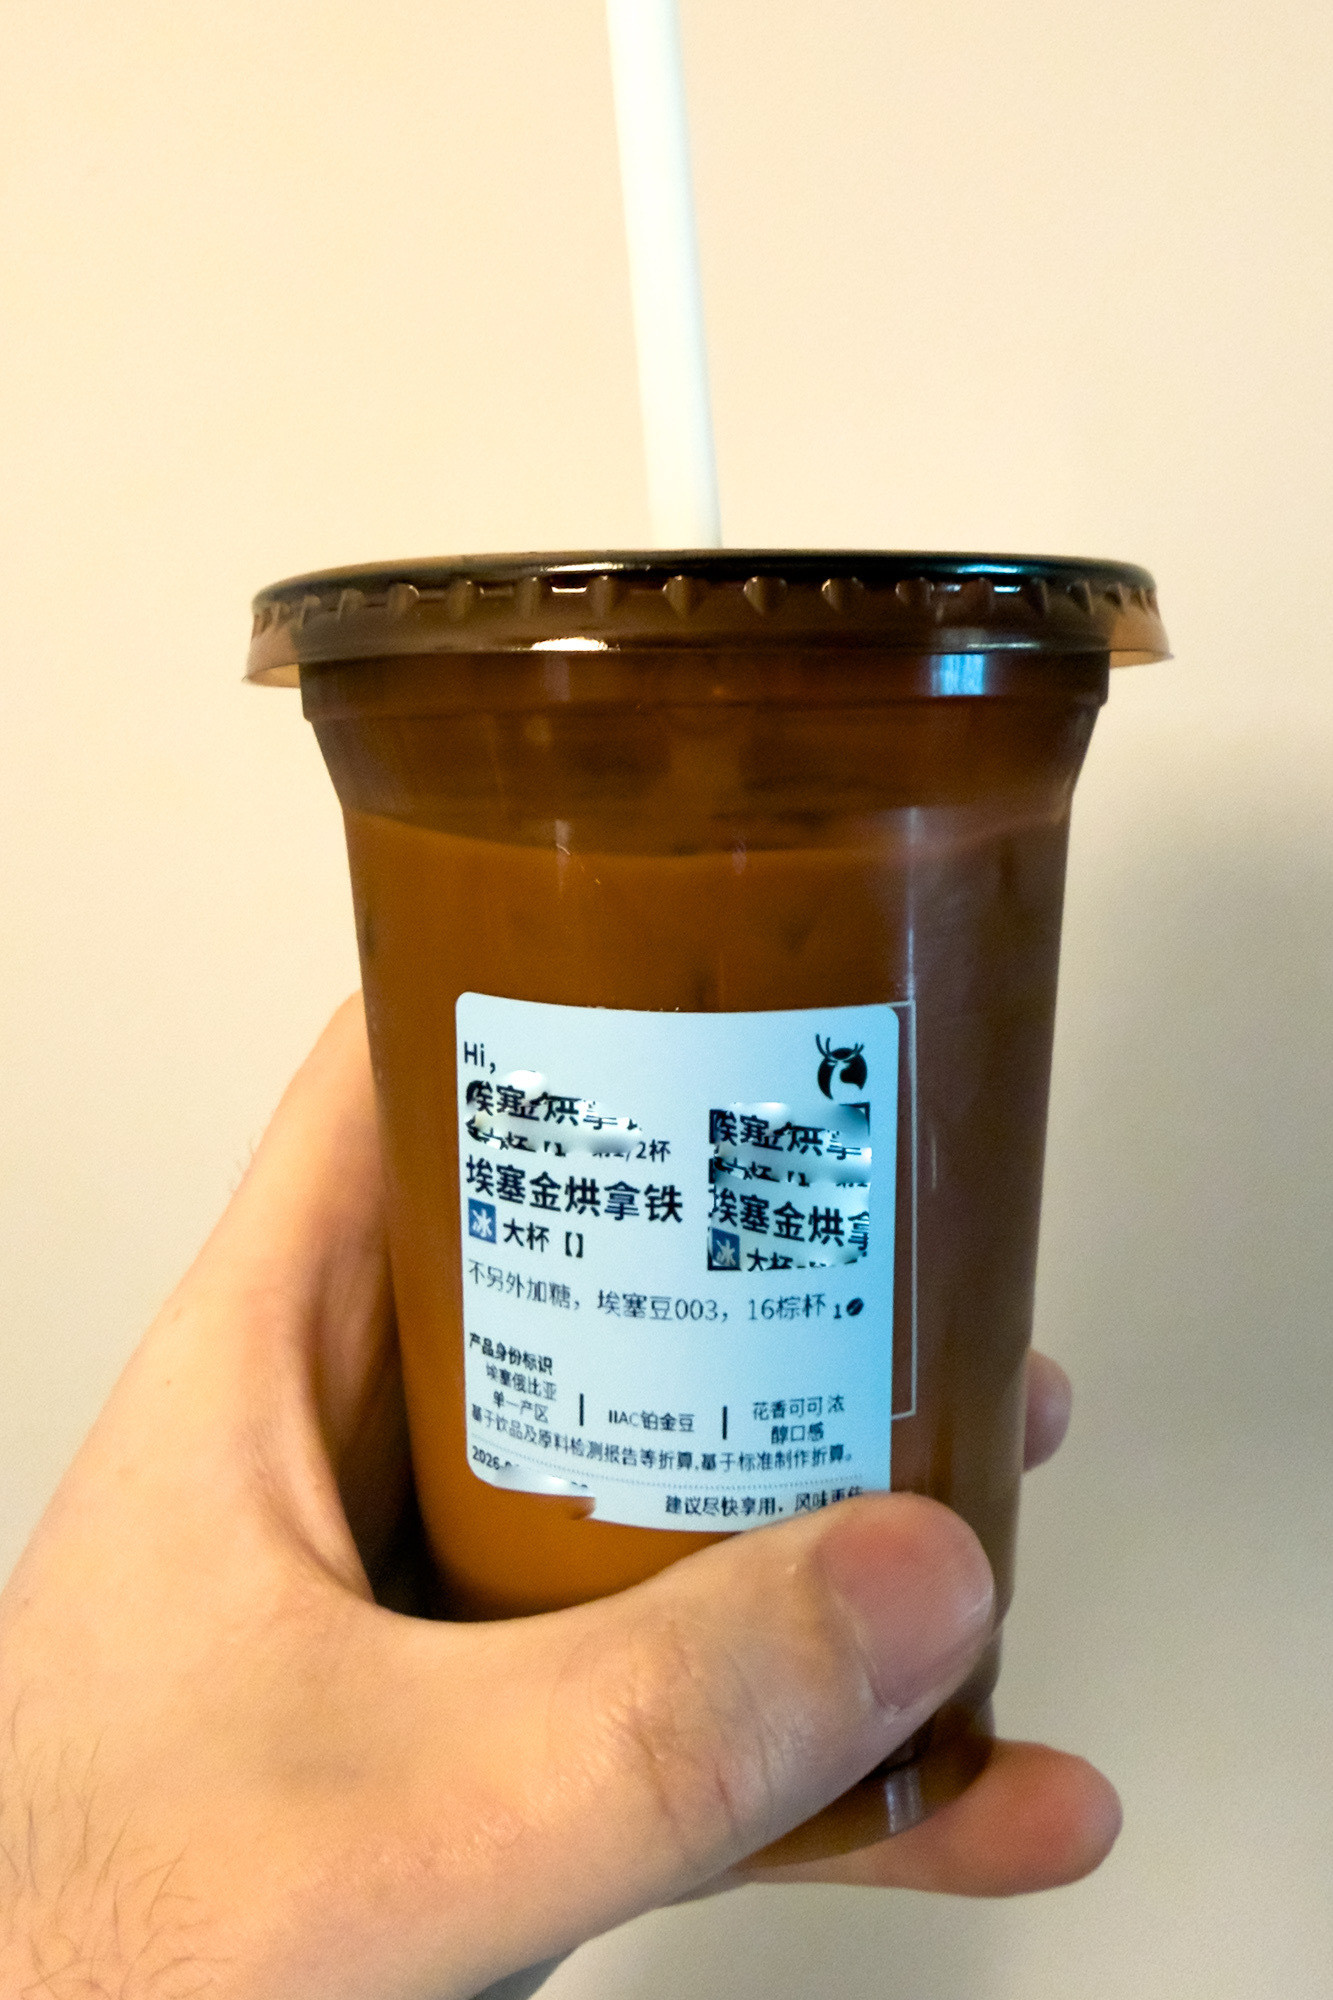 Hi,
/2杯
埃塞金烘拿铁
冰 大杯【】
不另外加糖，埃塞豆003，16棕杯 1
产品身份标识
埃塞俄比亚
单一产区
IIAC铂金豆
花香可可 浓
醇口感
基于饮品及原料检测报告等折算,基于标准制作折算。
2026-
建议尽快享用，风味更佳